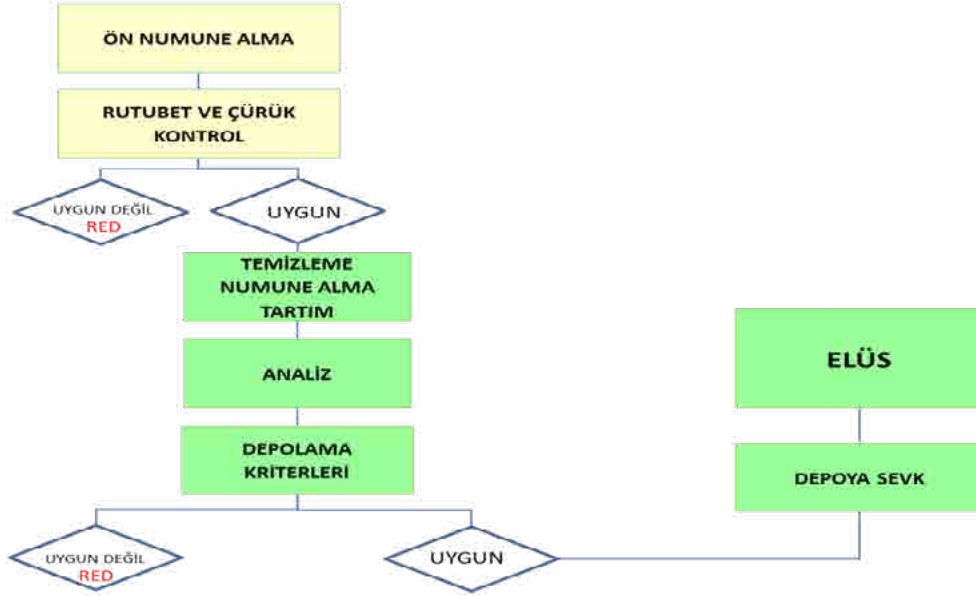 ÖN NUMUNE ALMA
RUTUBET VE ÇÜRÜK
KONTROL
UYGUN DEĞİL
RED
UYGUN
TEMİZLEME
NUMUNE ALMA
TARTIM
ANALİZ
DEPOLAMA
KRİTERLERİ
UYGUN DEĞİL
RED
UYGUN
DEPOYA SEVK
ELÜS